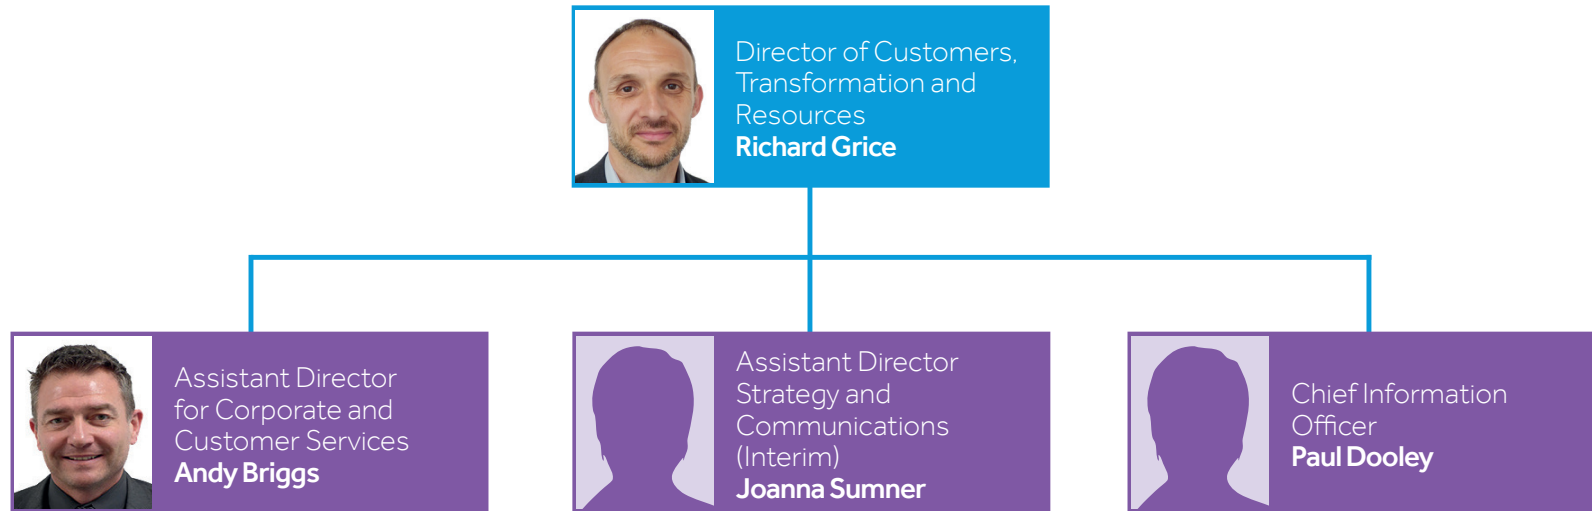 Director of Customers,
Transformation and
Resources
Richard Grice
Assistant Director
for Corporate and
Customer Services
Andy Briggs
Assistant Director
Strategy and
Communications
(Interim)
Joanna Sumner
Chief Information
Officer
Paul Dooley